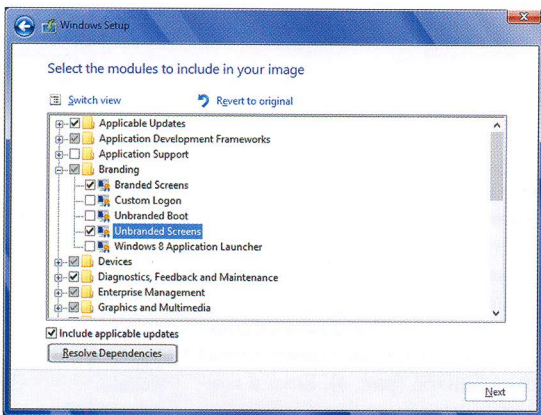 Windows Setup
Select the modules to include in your image
Switch view Revert to original
Applicable Updates
Application Development Frameworks
Application Support
Branding
Branded Screens
Custom Logon
Unbranded Boot
Unbranded Screens
Windows 8 Application Launcher
Devices
Diagnostics, Feedback and Maintenance
Enterprise Management
Graphics and Multimedia
Include applicable updates
Resolve Dependencies
Next